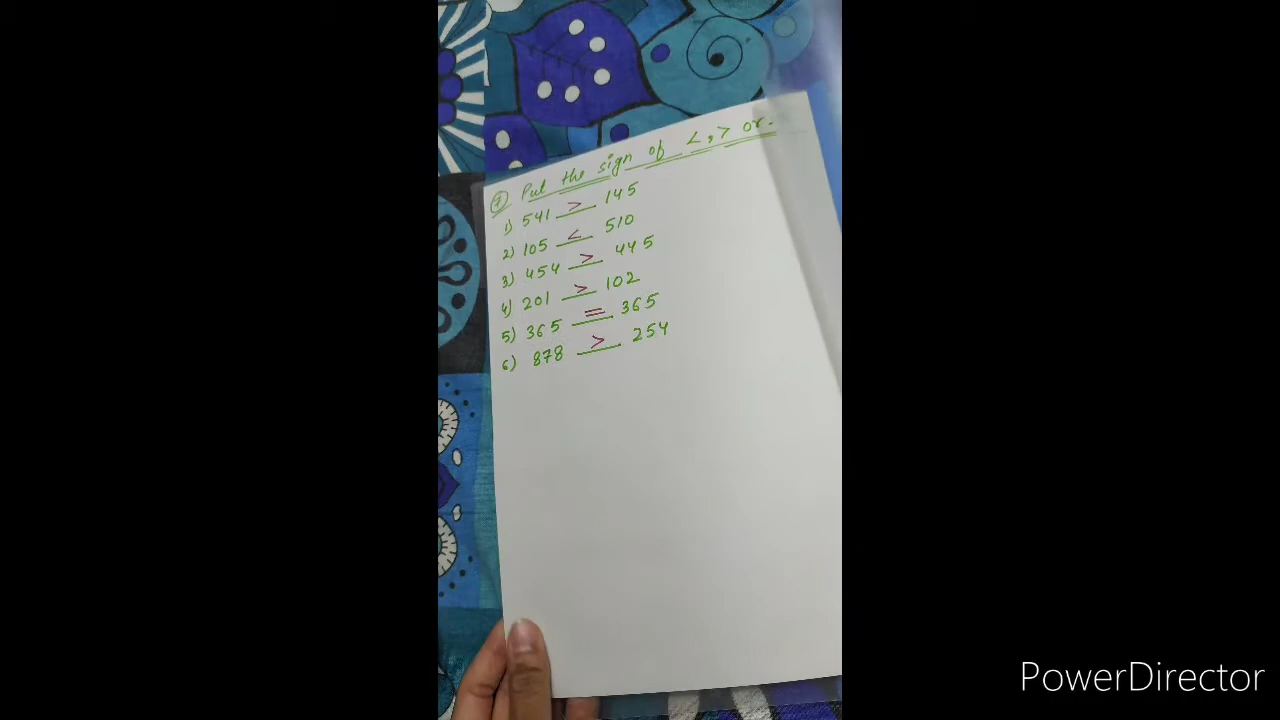 7 Put the sign of <, > or.
1) 541 > 145
2) 105 < 510
3) 454 > 445
4) 201 > 102
5) 365 = 365
6) 878 > 254
PowerDirector